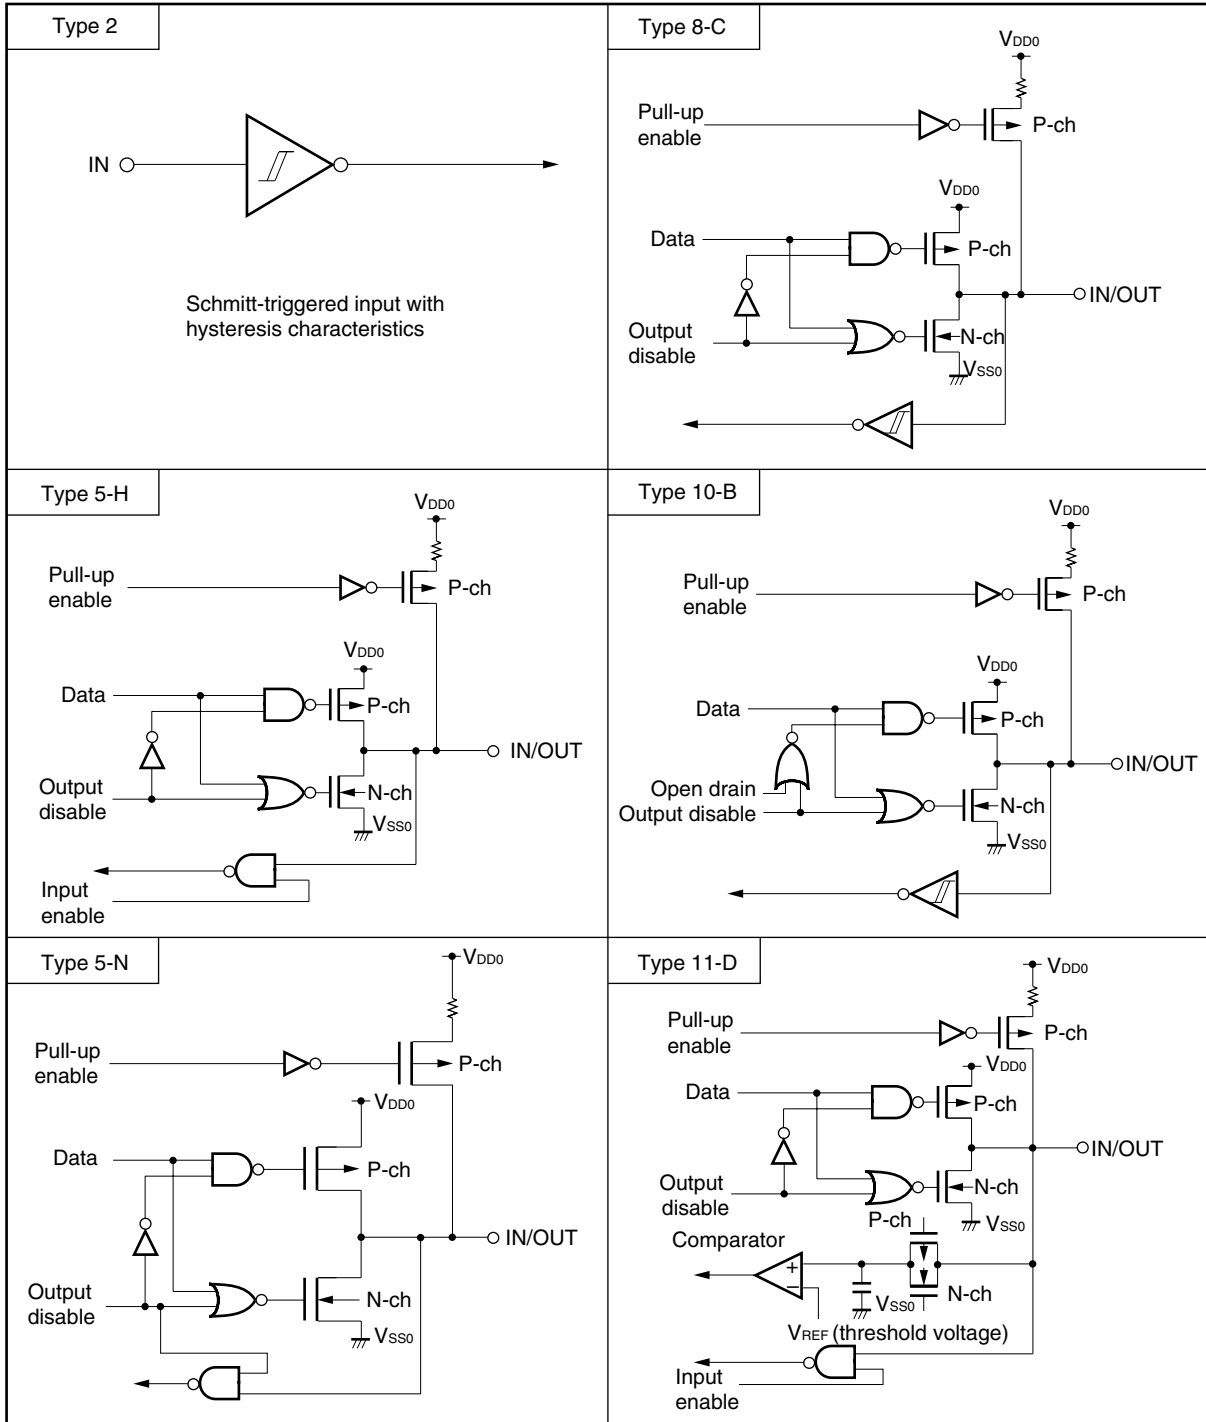 Type 2
IN
Schmitt-triggered input with
hysteresis characteristics
Type 8-C
VDD0
Pull-up
enable
P-ch
VDD0
Data
P-ch
IN/OUT
Output
disable
N-ch
VSS0
Type 5-H
VDD0
Pull-up
enable
P-ch
VDD0
Data
P-ch
IN/OUT
Output
disable
N-ch
VSS0
Input
enable
Type 10-B
VDD0
Pull-up
enable
P-ch
VDD0
Data
P-ch
IN/OUT
Open drain
Output disable
N-ch
VSS0
Type 5-N
VDD0
Pull-up
enable
P-ch
VDD0
Data
P-ch
IN/OUT
Output
disable
N-ch
VSS0
Type 11-D
VDD0
Pull-up
enable
P-ch
VDD0
Data
P-ch
IN/OUT
Output
disable
N-ch
P-ch
VSS0
Comparator
+
−
VSS0
N-ch
VREF (threshold voltage)
Input
enable